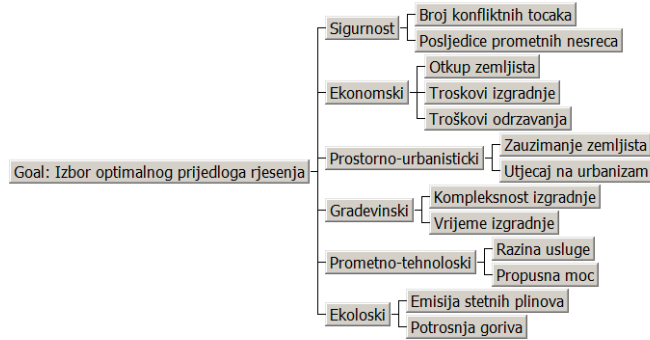 Goal: Izbor optimalnog prijedloga rjesenja
Sigurnost
Broj konfliktnih tocaka
Posljedice prometnih nesreca
Ekonomski
Otkup zemljista
Troskovi izgradnje
Troškovi odrzavanja
Prostorno-urbanisticki
Zauzimanje zemljista
Utjecaj na urbanizam
Gradevinski
Kompleksnost izgradnje
Vrijeme izgradnje
Prometno-tehnoloski
Razina usluge
Propusna moc
Ekoloski
Emisija stetnih plinova
Potrosnja goriva